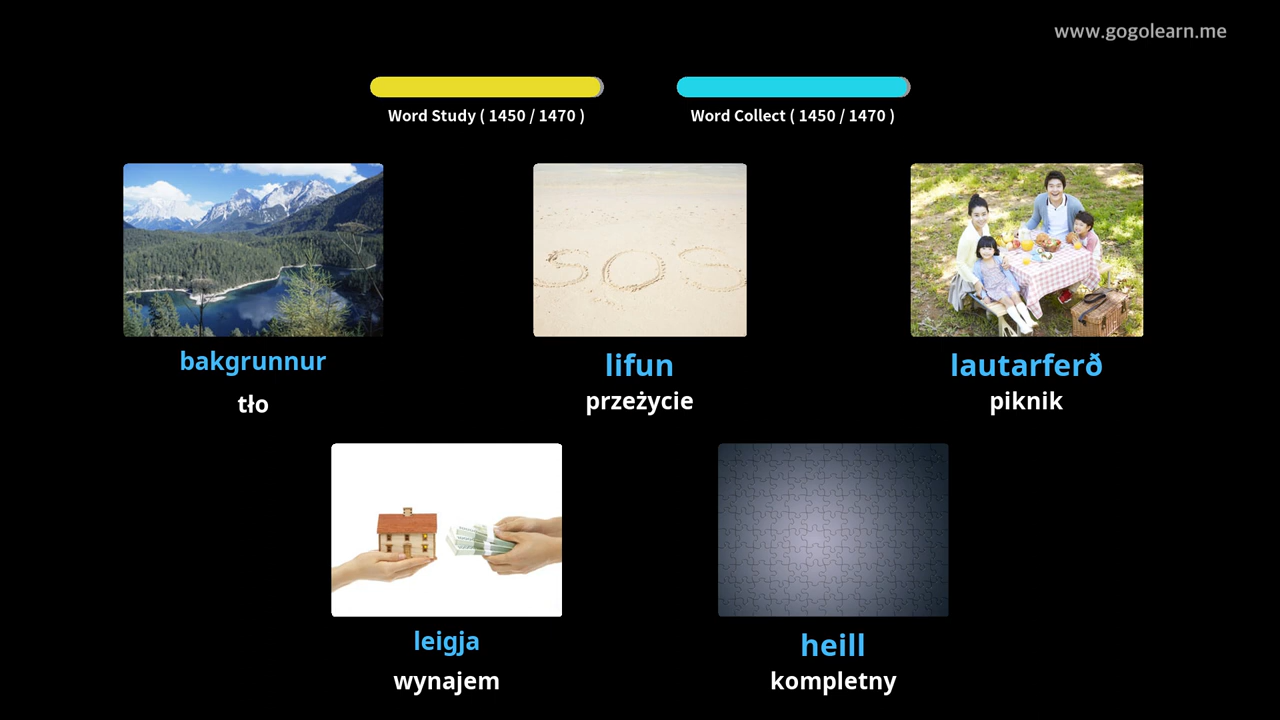 www.gogolearn.me
Word Study ( 1450 / 1470 )
Word Collect ( 1450 / 1470 )
SOS
bakgrunnur
tło
lifun
przeżycie
lautarferð
piknik
leigja
wynajem
heill
kompletny